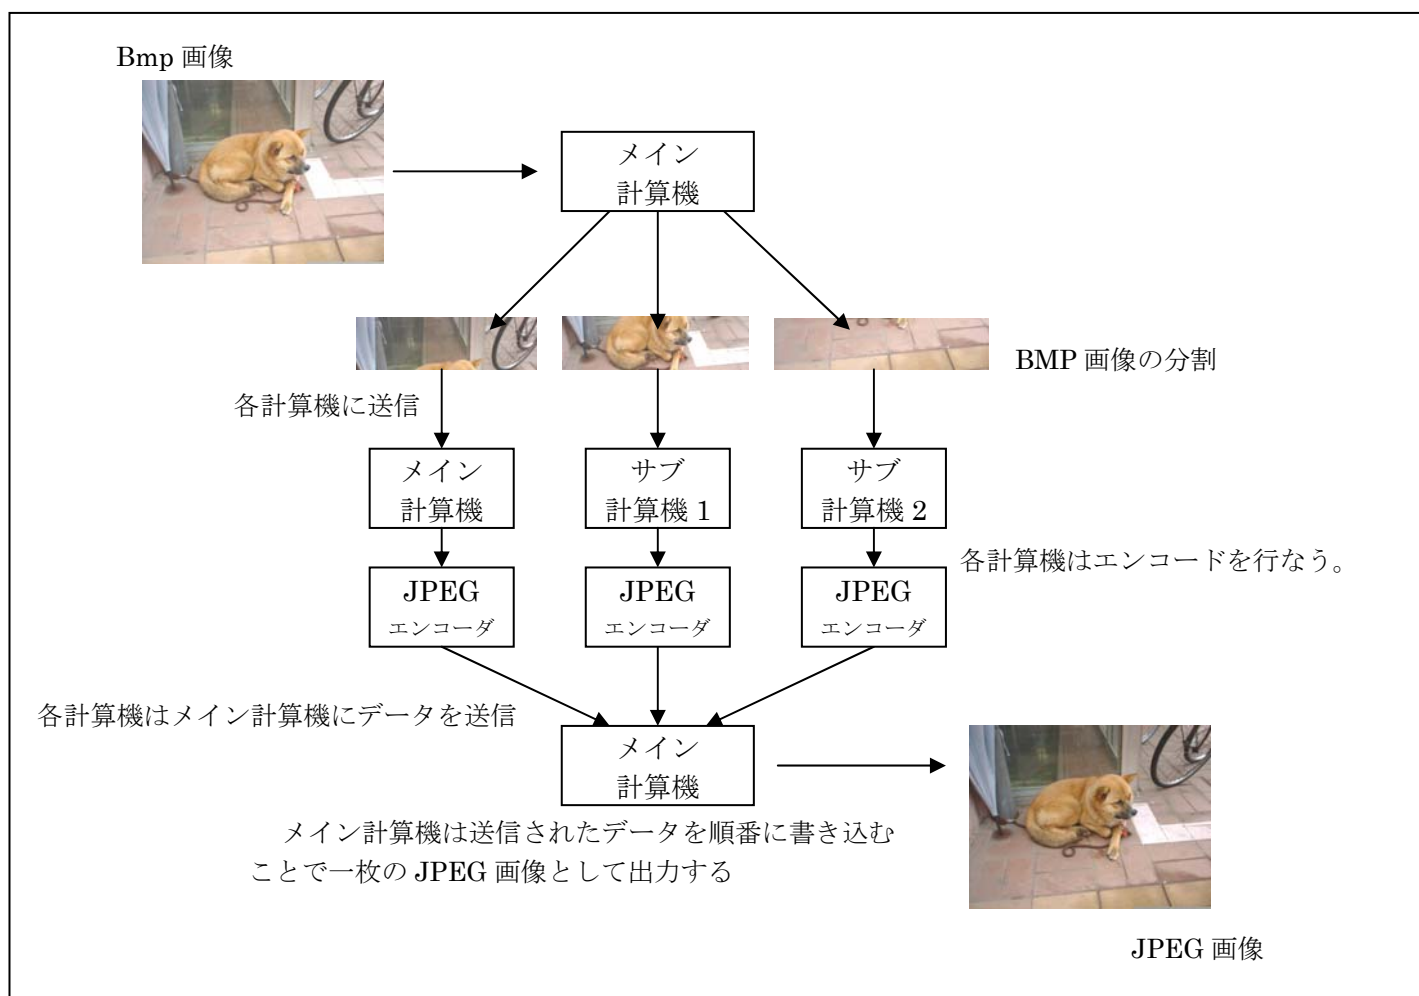 Bmp 画像
メイン
計算機
BMP 画像の分割
各計算機に送信
メイン
計算機
サブ
計算機 1
サブ
計算機 2
各計算機はエンコードを行なう。
JPEG
エンコーダ
JPEG
エンコーダ
JPEG
エンコーダ
各計算機はメイン計算機にデータを送信
メイン
計算機
メイン計算機は送信されたデータを順番に書き込む
ことで一枚の JPEG 画像として出力する
JPEG 画像